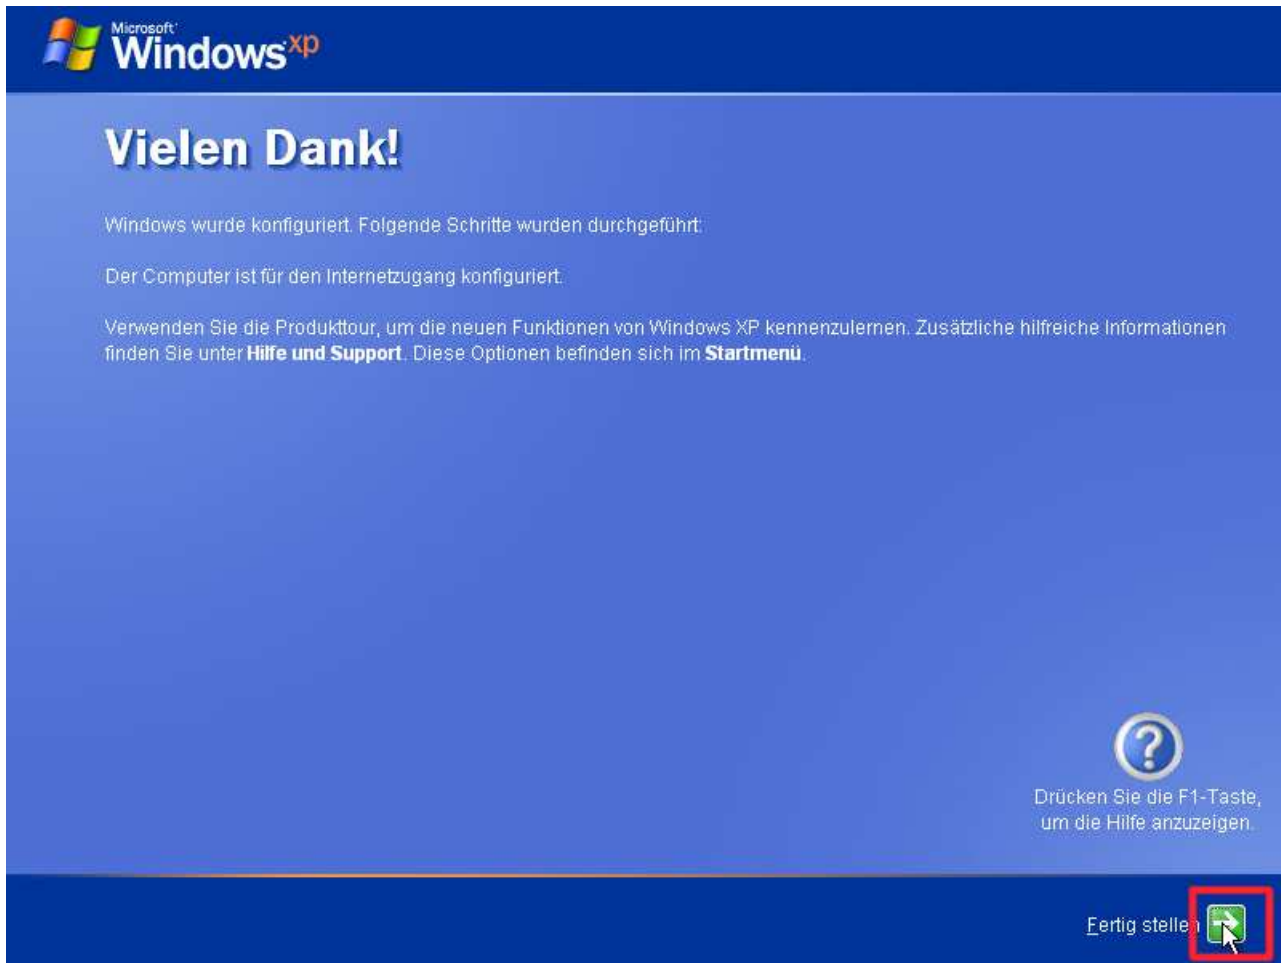 Microsoft
Windows xp
Vielen Dank!
Windows wurde konfiguriert. Folgende Schritte wurden durchgeführt:
Der Computer ist für den Internetzugang konfiguriert.
Verwenden Sie die Produkttour, um die neuen Funktionen von Windows XP kennenzulernen. Zusätzliche hilfreiche Informationen
finden Sie unter Hilfe und Support. Diese Optionen befinden sich im Startmenü.
?
Drücken Sie die F1-Taste,
um die Hilfe anzuzeigen.
Fertig stellen